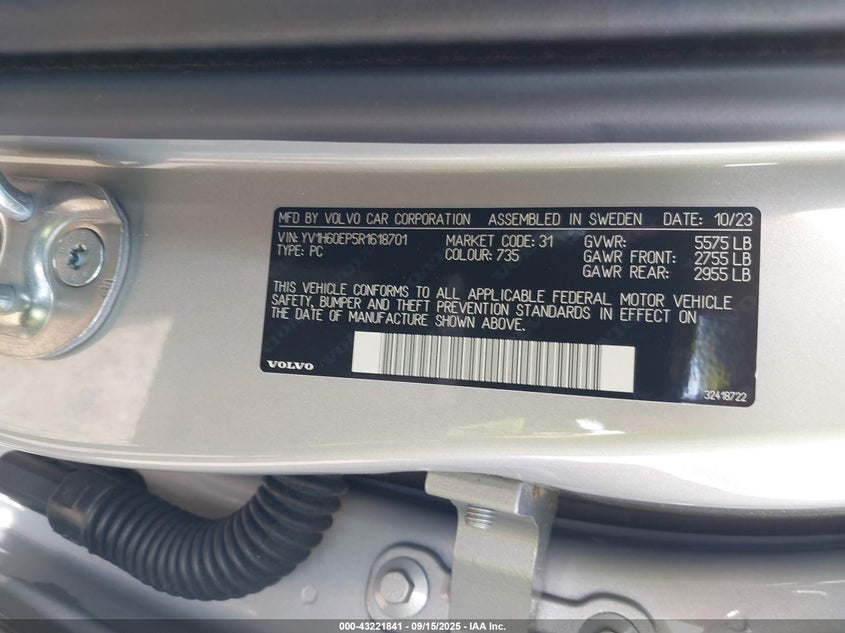 MFD BY VOLVO CAR CORPORATION ASSEMBLED IN SWEDEN DATE: 10/23
VIN: YV1H60EP5R1618701 MARKET CODE: 31 GVWR: 5575 LB
TYPE: PC COLOUR: 735 GAWR FRONT: 2755 LB
GAWR REAR: 2955 LB
THIS VEHICLE CONFORMS TO ALL APPLICABLE FEDERAL MOTOR VEHICLE
SAFETY, BUMPER AND THEFT PREVENTION STANDARDS IN EFFECT ON
THE DATE OF MANUFACTURE SHOWN ABOVE.
VOLVO
32418722
000-43221841 - 09/15/2025 - IAA Inc.